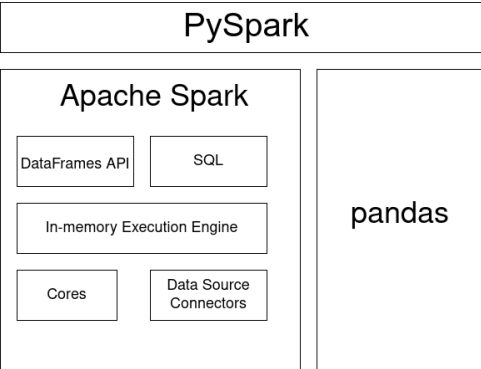 PySpark
Apache Spark
DataFrames API
SQL
In-memory Execution Engine
Cores
Data Source
Connectors
pandas